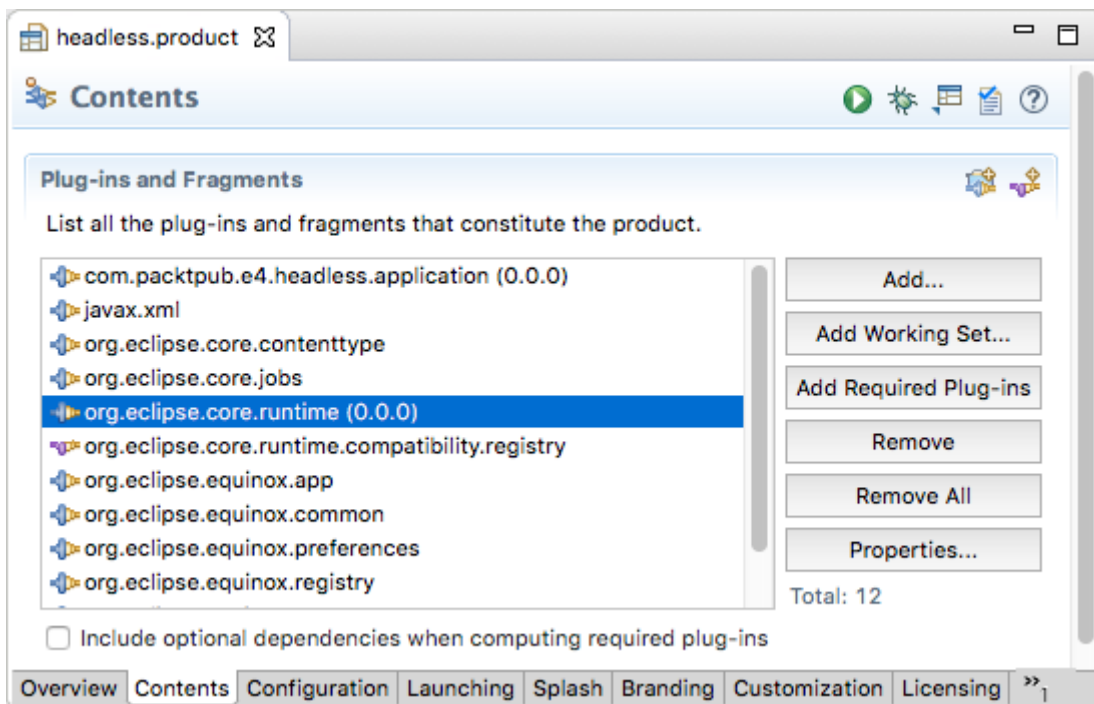 headless.product
Contents
Plug-ins and Fragments
List all the plug-ins and fragments that constitute the product.
com.packtpub.e4.headless.application (0.0.0)
javax.xml
org.eclipse.core.contenttype
org.eclipse.core.jobs
org.eclipse.core.runtime (0.0.0)
org.eclipse.core.runtime.compatibility.registry
org.eclipse.equinox.app
org.eclipse.equinox.common
org.eclipse.equinox.preferences
org.eclipse.equinox.registry
Add...
Add Working Set...
Add Required Plug-ins
Remove
Remove All
Properties...
Total: 12
Include optional dependencies when computing required plug-ins
Overview Contents Configuration Launching Splash Branding Customization Licensing »1